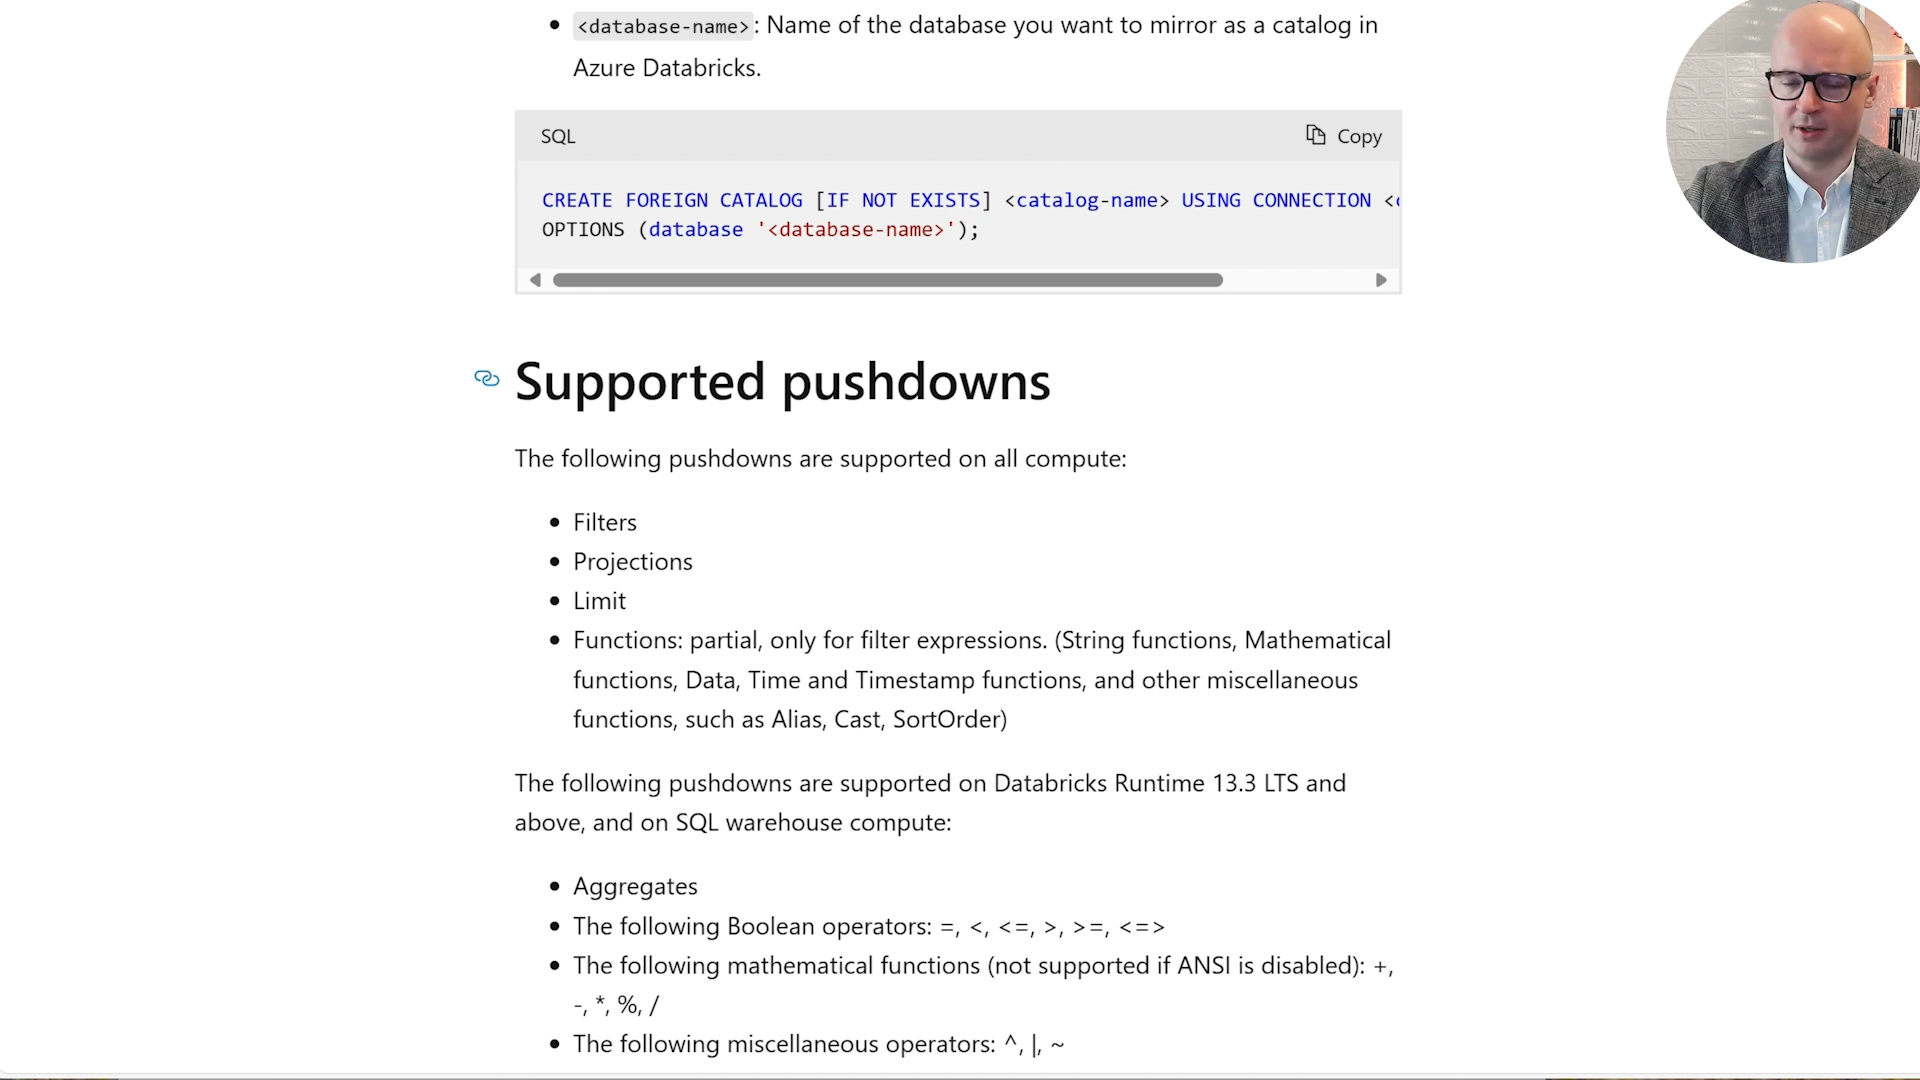 <database-name>: Name of the database you want to mirror as a catalog in
Azure Databricks.
SQL
Copy
CREATE FOREIGN CATALOG [IF NOT EXISTS] <catalog-name> USING CONNECTION <
OPTIONS (database '<database-name>');
Supported pushdowns
The following pushdowns are supported on all compute:
• Filters
• Projections
• Limit
• Functions: partial, only for filter expressions. (String functions, Mathematical
functions, Data, Time and Timestamp functions, and other miscellaneous
functions, such as Alias, Cast, SortOrder)
The following pushdowns are supported on Databricks Runtime 13.3 LTS and
above, and on SQL warehouse compute:
• Aggregates
• The following Boolean operators: =, <, <=, >, >=, <=>
• The following mathematical functions (not supported if ANSI is disabled): +,
-, *, %, /
• The following miscellaneous operators: ^, |, ~